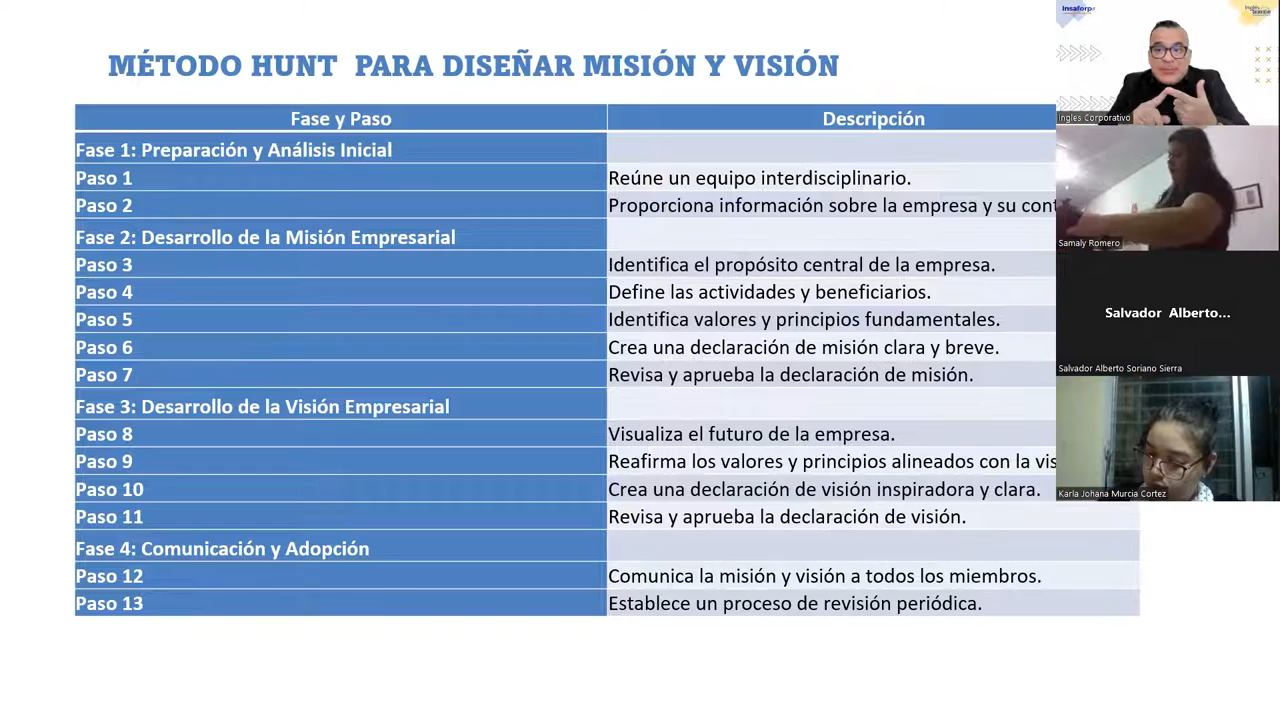 MÉTODO HUNT PARA DISEÑAR MISIÓN Y VISIÓN
Fase y Paso Descripción
Fase 1: Preparación y Análisis Inicial
Paso 1 Reúne un equipo interdisciplinario.
Paso 2 Proporciona información sobre la empresa y su cont
Fase 2: Desarrollo de la Misión Empresarial
Paso 3 Identifica el propósito central de la empresa.
Paso 4 Define las actividades y beneficiarios.
Paso 5 Identifica valores y principios fundamentales.
Paso 6 Crea una declaración de misión clara y breve.
Paso 7 Revisa y aprueba la declaración de misión.
Fase 3: Desarrollo de la Visión Empresarial
Paso 8 Visualiza el futuro de la empresa.
Paso 9 Reafirma los valores y principios alineados con la vis
Paso 10 Crea una declaración de visión inspiradora y clara.
Paso 11 Revisa y aprueba la declaración de visión.
Fase 4: Comunicación y Adopción
Paso 12 Comunica la misión y visión a todos los miembros.
Paso 13 Establece un proceso de revisión periódica.
Insaforp
Ingles Corporativo
Samaly Romero
Salvador Alberto...
Salvador Alberto Soriano Sierra
Karla Johana Murcia Cortez